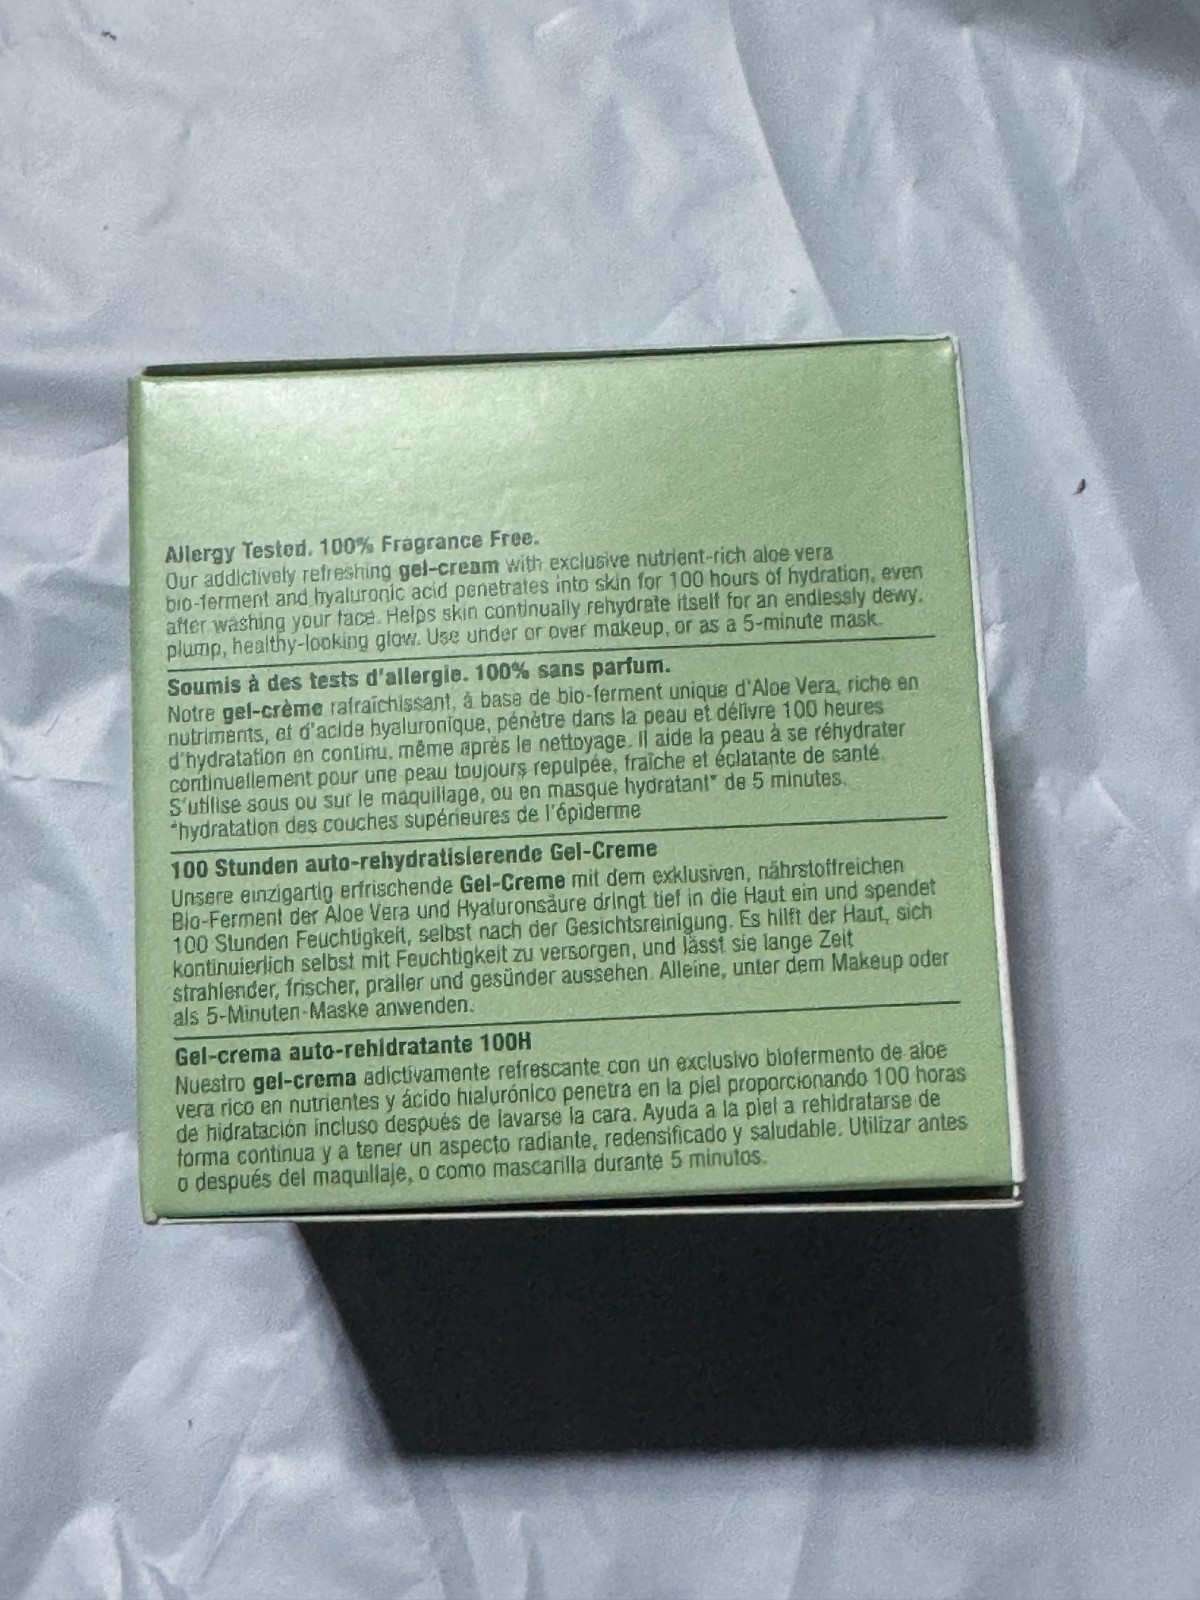 Allergy Tested. 100% Fragrance Free.
Our addictively refreshing gel-cream with exclusive nutrient-rich aloe vera
bio-ferment and hyaluronic acid penetrates into skin for 100 hours of hydration, even
after washing your face. Helps skin continually rehydrate itself for an endlessly dewy,
plump, healthy-looking glow. Use under or over makeup, or as a 5-minute mask.
Soumis à des tests d'allergie. 100% sans parfum.
Notre gel-crème rafraîchissant, à base de bio-ferment unique d'Aloe Vera, riche en
nutriments, et d'acide hyaluronique, pénètre dans la peau et délivre 100 heures
d'hydratation en continu, même après le nettoyage. Il aide la peau à se réhydrater
continuellement pour une peau toujours repulpée, fraîche et éclatante de santé.
S'utilise sous ou sur le maquillage, ou en masque hydratant* de 5 minutes.
*hydratation des couches supérieures de l'épiderme
100 Stunden auto-rehydratisierende Gel-Creme
Unsere einzigartig erfrischende Gel-Creme mit dem exklusiven, nährstoffreichen
Bio-Ferment der Aloe Vera und Hyaluronsäure dringt tief in die Haut ein und spendet
100 Stunden Feuchtigkeit, selbst nach der Gesichtsreinigung. Es hilft der Haut, sich
kontinuierlich selbst mit Feuchtigkeit zu versorgen, und lässt sie lange Zeit
strahlender, frischer, praller und gesünder aussehen. Alleine, unter dem Makeup oder
als 5-Minuten-Maske anwenden.
Gel-crema auto-rehidratante 100H
Nuestro gel-crema adictivamente refrescante con un exclusivo biofermento de aloe
vera rico en nutrientes y ácido hialurónico penetra en la piel proporcionando 100 horas
de hidratación incluso después de lavarse la cara. Ayuda a la piel a rehidratarse de
forma continua y a tener un aspecto radiante, redensificado y saludable. Utilizar antes
o después del maquillaje, o como mascarilla durante 5 minutos.